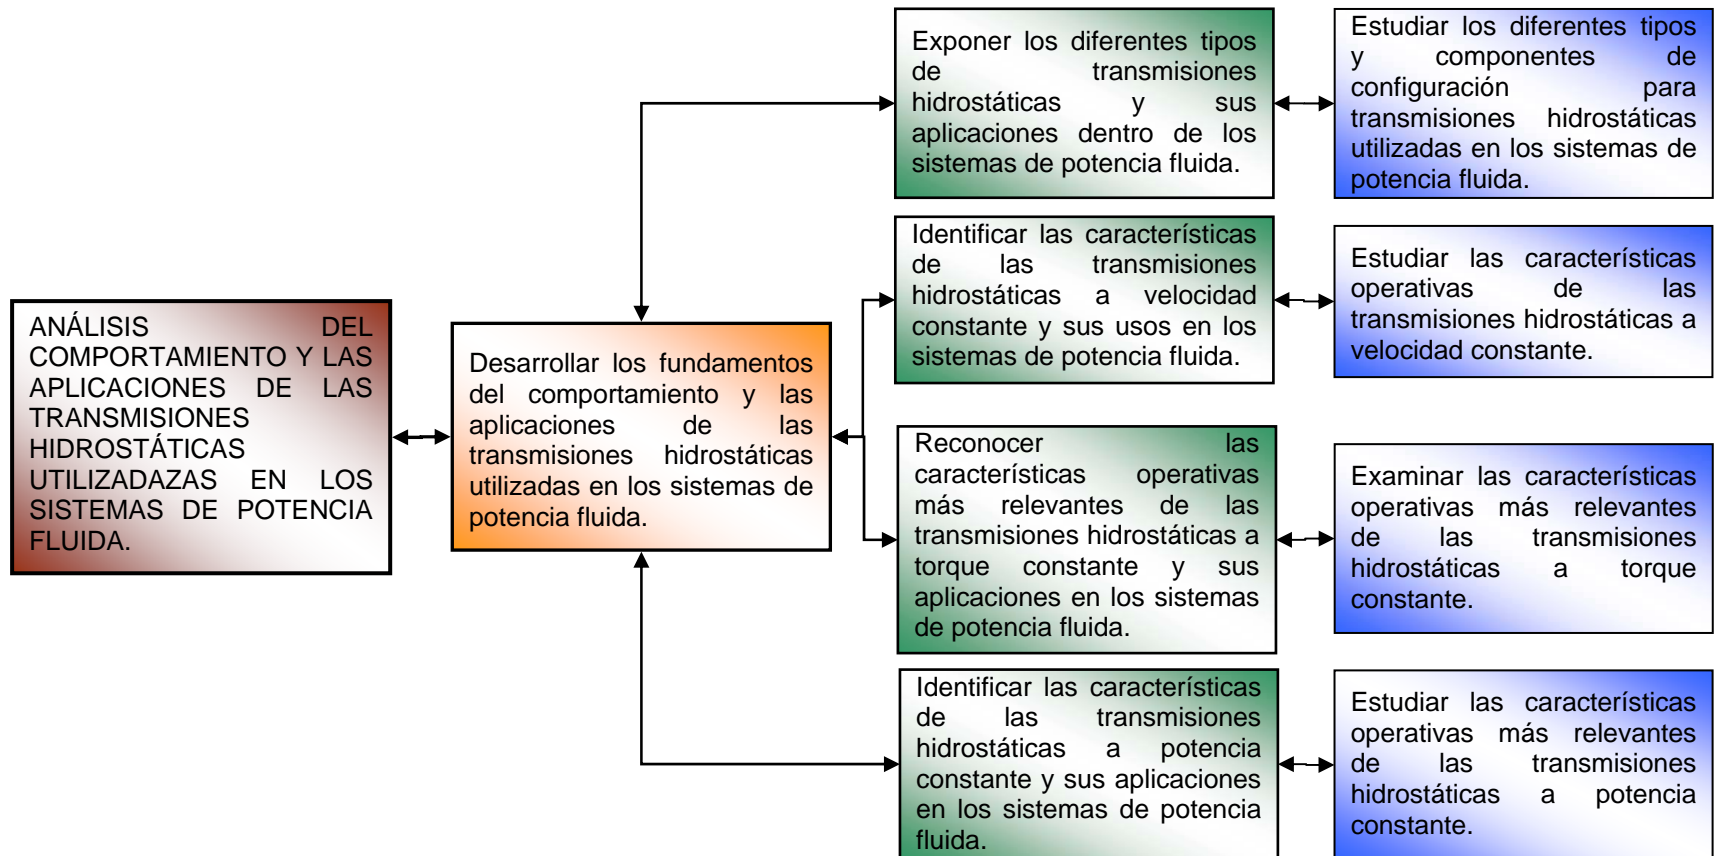 ANÁLISIS DEL
COMPORTAMIENTO Y LAS
APLICACIONES DE LAS
TRANSMISIONES
HIDROSTÁTICAS
UTILIZADAZAS EN LOS
SISTEMAS DE POTENCIA
FLUIDA.
Desarrollar los fundamentos
del comportamiento y las
aplicaciones de las
transmisiones hidrostáticas
utilizadas en los sistemas de
potencia fluida.
Exponer los diferentes tipos
de transmisiones
hidrostáticas y sus
aplicaciones dentro de los
sistemas de potencia fluida.
Estudiar los diferentes tipos
y componentes de
configuración para
transmisiones hidrostáticas
utilizadas en los sistemas de
potencia fluida.
Identificar las características
de las transmisiones
hidrostáticas a velocidad
constante y sus usos en los
sistemas de potencia fluida.
Estudiar las características
operativas de las
transmisiones hidrostáticas a
velocidad constante.
Reconocer las
características operativas
más relevantes de las
transmisiones hidrostáticas a
torque constante y sus
aplicaciones en los sistemas
de potencia fluida.
Examinar las características
operativas más relevantes
de las transmisiones
hidrostáticas a torque
constante.
Identificar las características
de las transmisiones
hidrostáticas a potencia
constante y sus aplicaciones
en los sistemas de potencia
fluida.
Estudiar las características
operativas más relevantes
de las transmisiones
hidrostáticas a potencia
constante.